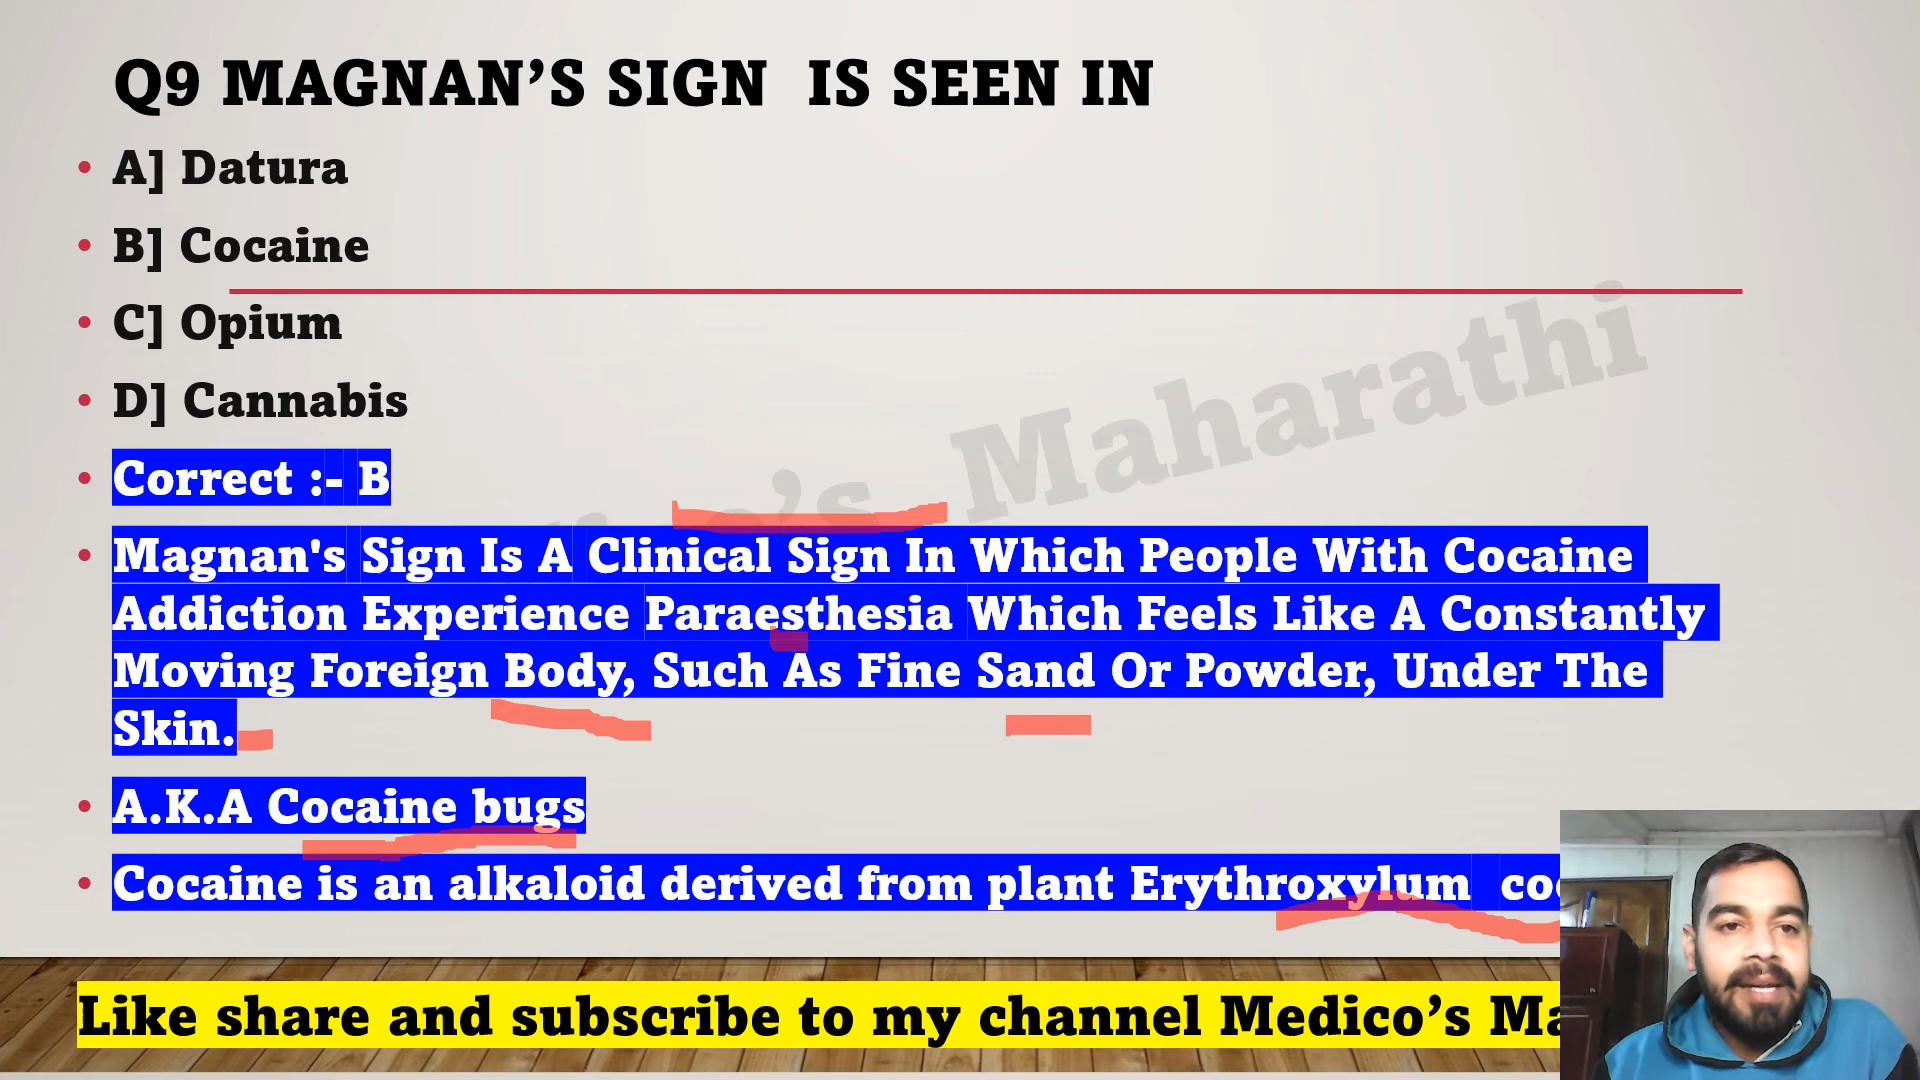 Q9 MAGNAN’S SIGN IS SEEN IN
• A] Datura
• B] Cocaine
• C] Opium
• D] Cannabis
• Correct :- B
• Magnan's Sign Is A Clinical Sign In Which People With Cocaine
Addiction Experience Paraesthesia Which Feels Like A Constantly
Moving Foreign Body, Such As Fine Sand Or Powder, Under The
Skin.
• A.K.A Cocaine bugs
• Cocaine is an alkaloid derived from plant Erythroxylum
Like share and subscribe to my channel Medico’s
Maharathi